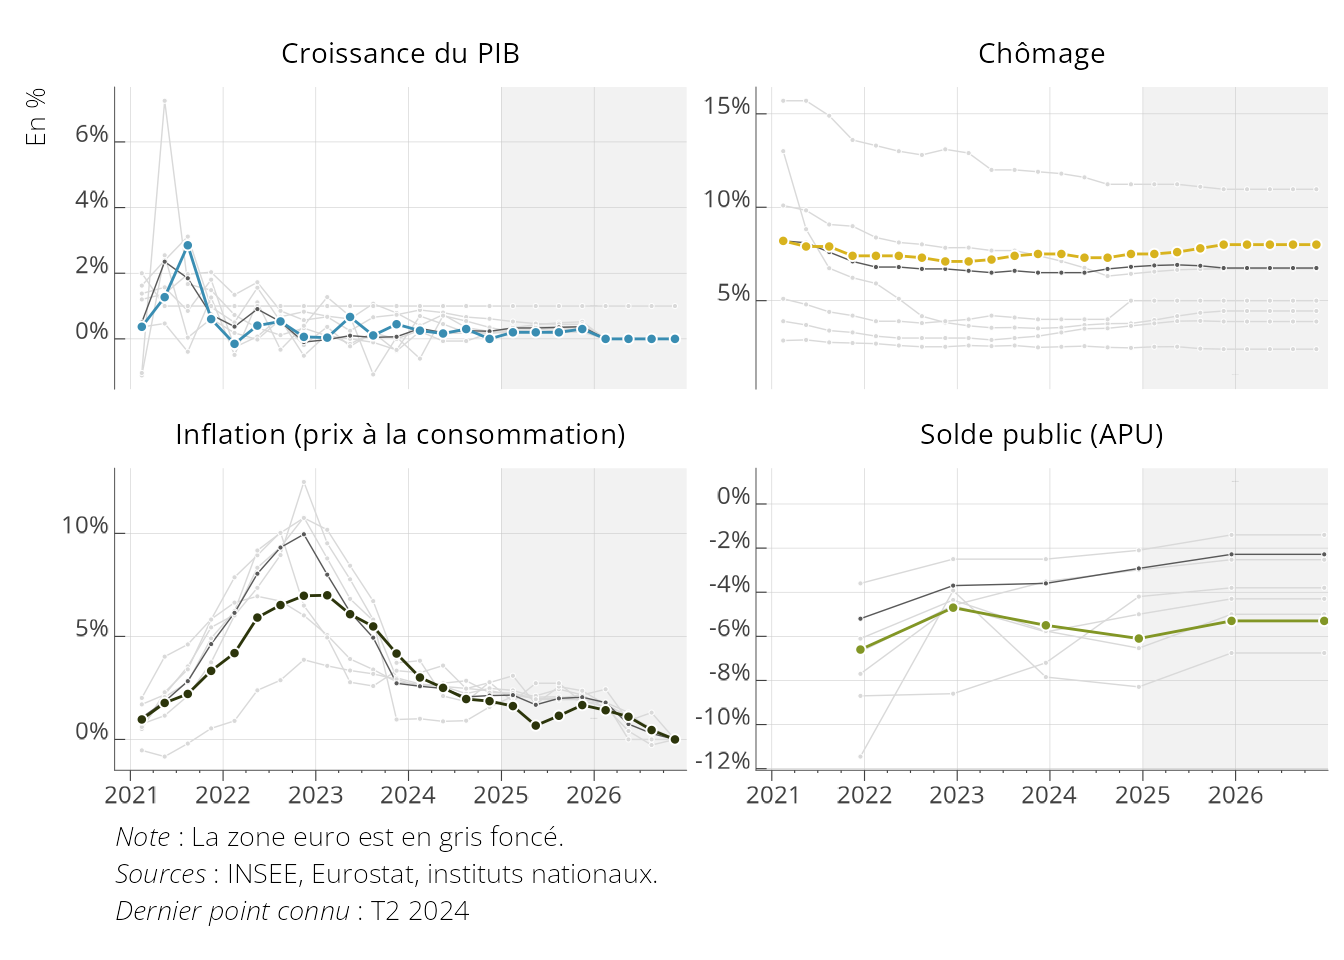 Croissance du PIB
En %
6%
4%
2%
0%
Chômage
15%
10%
5%
Inflation (prix à la consommation)
10%
5%
0%
2021 2022 2023 2024 2025 2026
Solde public (APU)
0%
-2%
-4%
-6%
-8%
-10%
-12%
2021 2022 2023 2024 2025 2026
Note : La zone euro est en gris foncé.
Sources : INSEE, Eurostat, instituts nationaux.
Dernier point connu : T2 2024